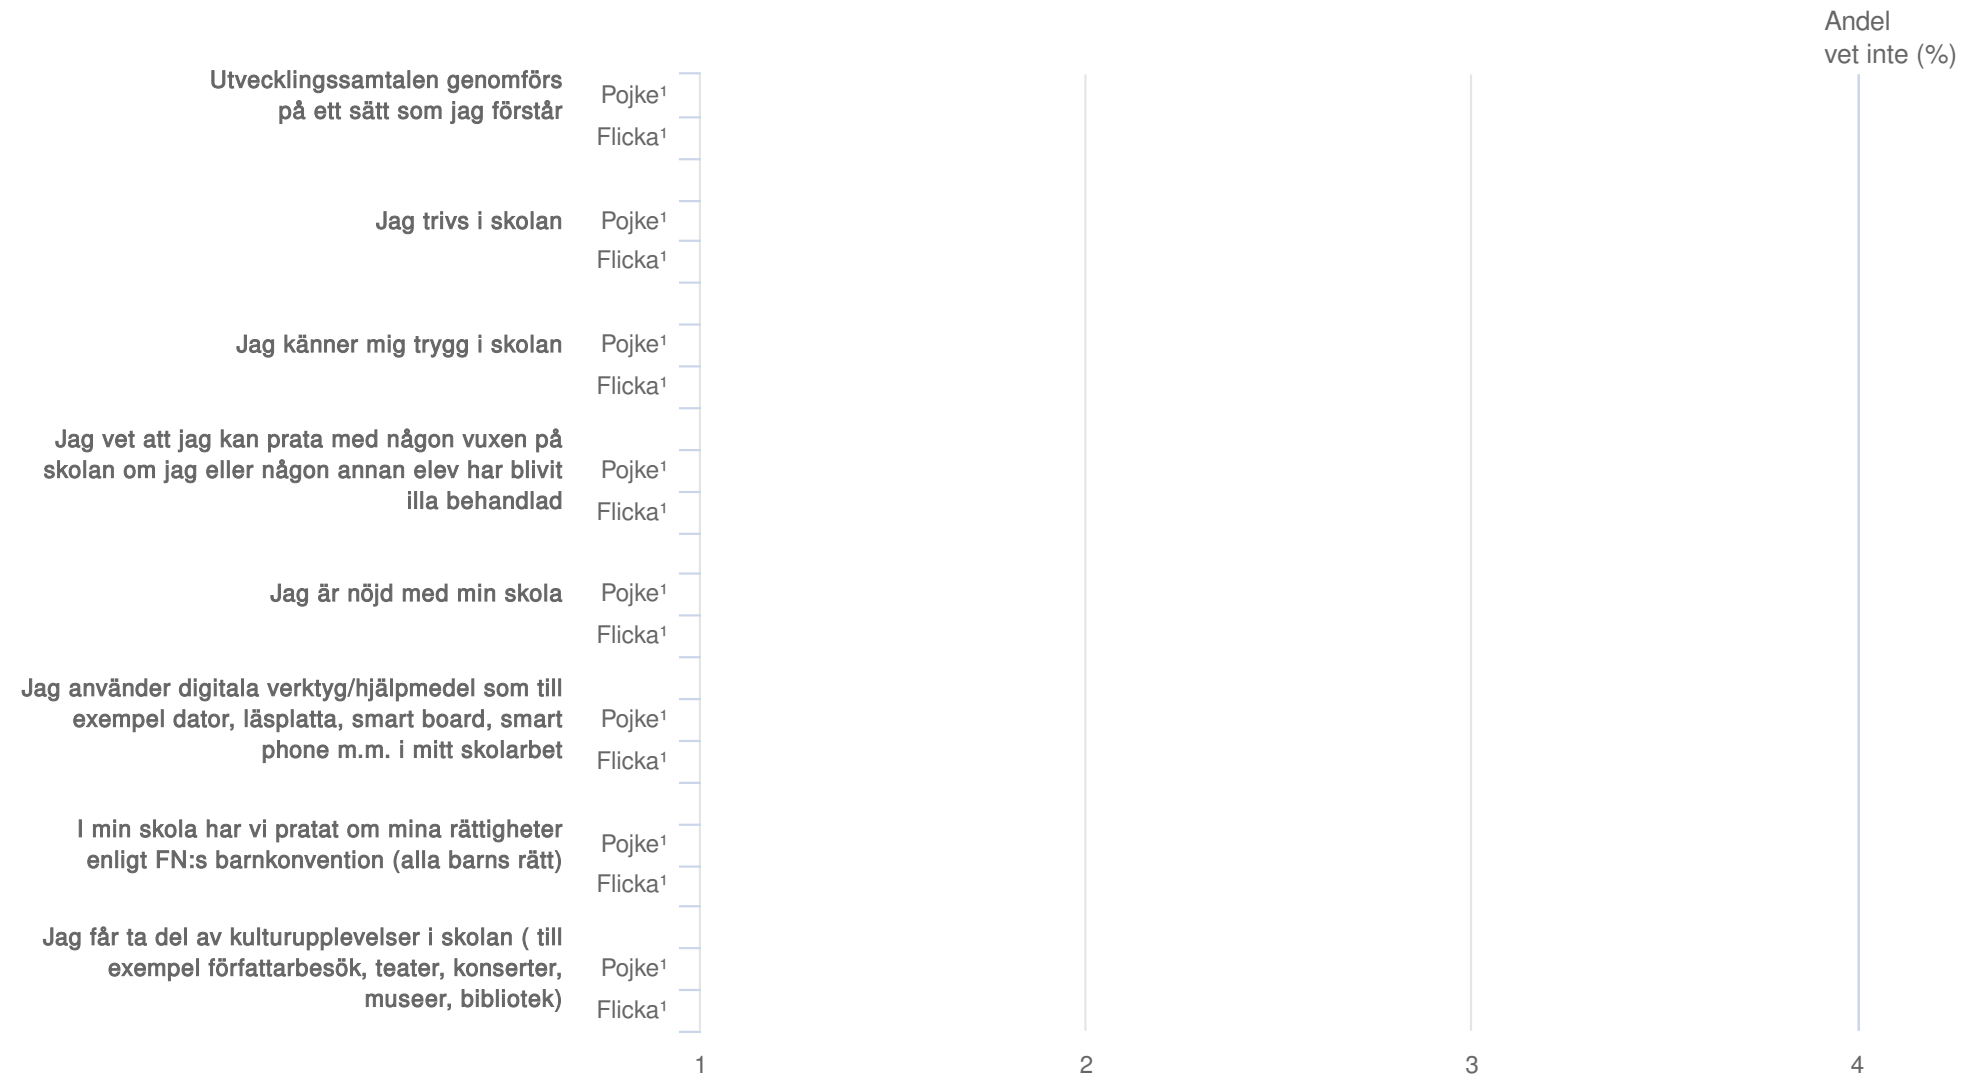 Andel
vet inte (%)
Utvecklingssamtalen genomförs
på ett sätt som jag förstår
Pojke¹
Flicka¹
Jag trivs i skolan
Pojke¹
Flicka¹
Jag känner mig trygg i skolan
Pojke¹
Flicka¹
Jag vet att jag kan prata med någon vuxen på
skolan om jag eller någon annan elev har blivit
illa behandlad
Pojke¹
Flicka¹
Jag är nöjd med min skola
Pojke¹
Flicka¹
Jag använder digitala verktyg/hjälpmedel som till
exempel dator, läsplatta, smart board, smart
phone m.m. i mitt skolarbet
Pojke¹
Flicka¹
I min skola har vi pratat om mina rättigheter
enligt FN:s barnkonvention (alla barns rätt)
Pojke¹
Flicka¹
Jag får ta del av kulturupplevelser i skolan ( till
exempel författarbesök, teater, konserter,
museer, bibliotek)
Pojke¹
Flicka¹
1 2 3 4